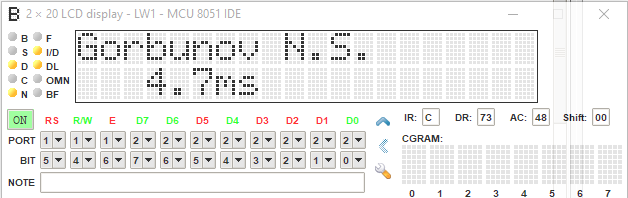 2 × 20 LCD display - LW1 - MCU 8051 IDE
B F
S I/D
D DL
C OMN
N BF
Gorbunov N.S.
4.7ms
ON RS R/W E D7 D6 D5 D4 D3 D2 D1 D0
PORT 1 1 1 2 2 2 2 2 2 2 2
BIT 5 4 6 7 6 5 4 3 2 1 0
NOTE
IR: C DR: 73 AC: 48 Shift: 00
CGRAM:
0 1 2 3 4 5 6 7